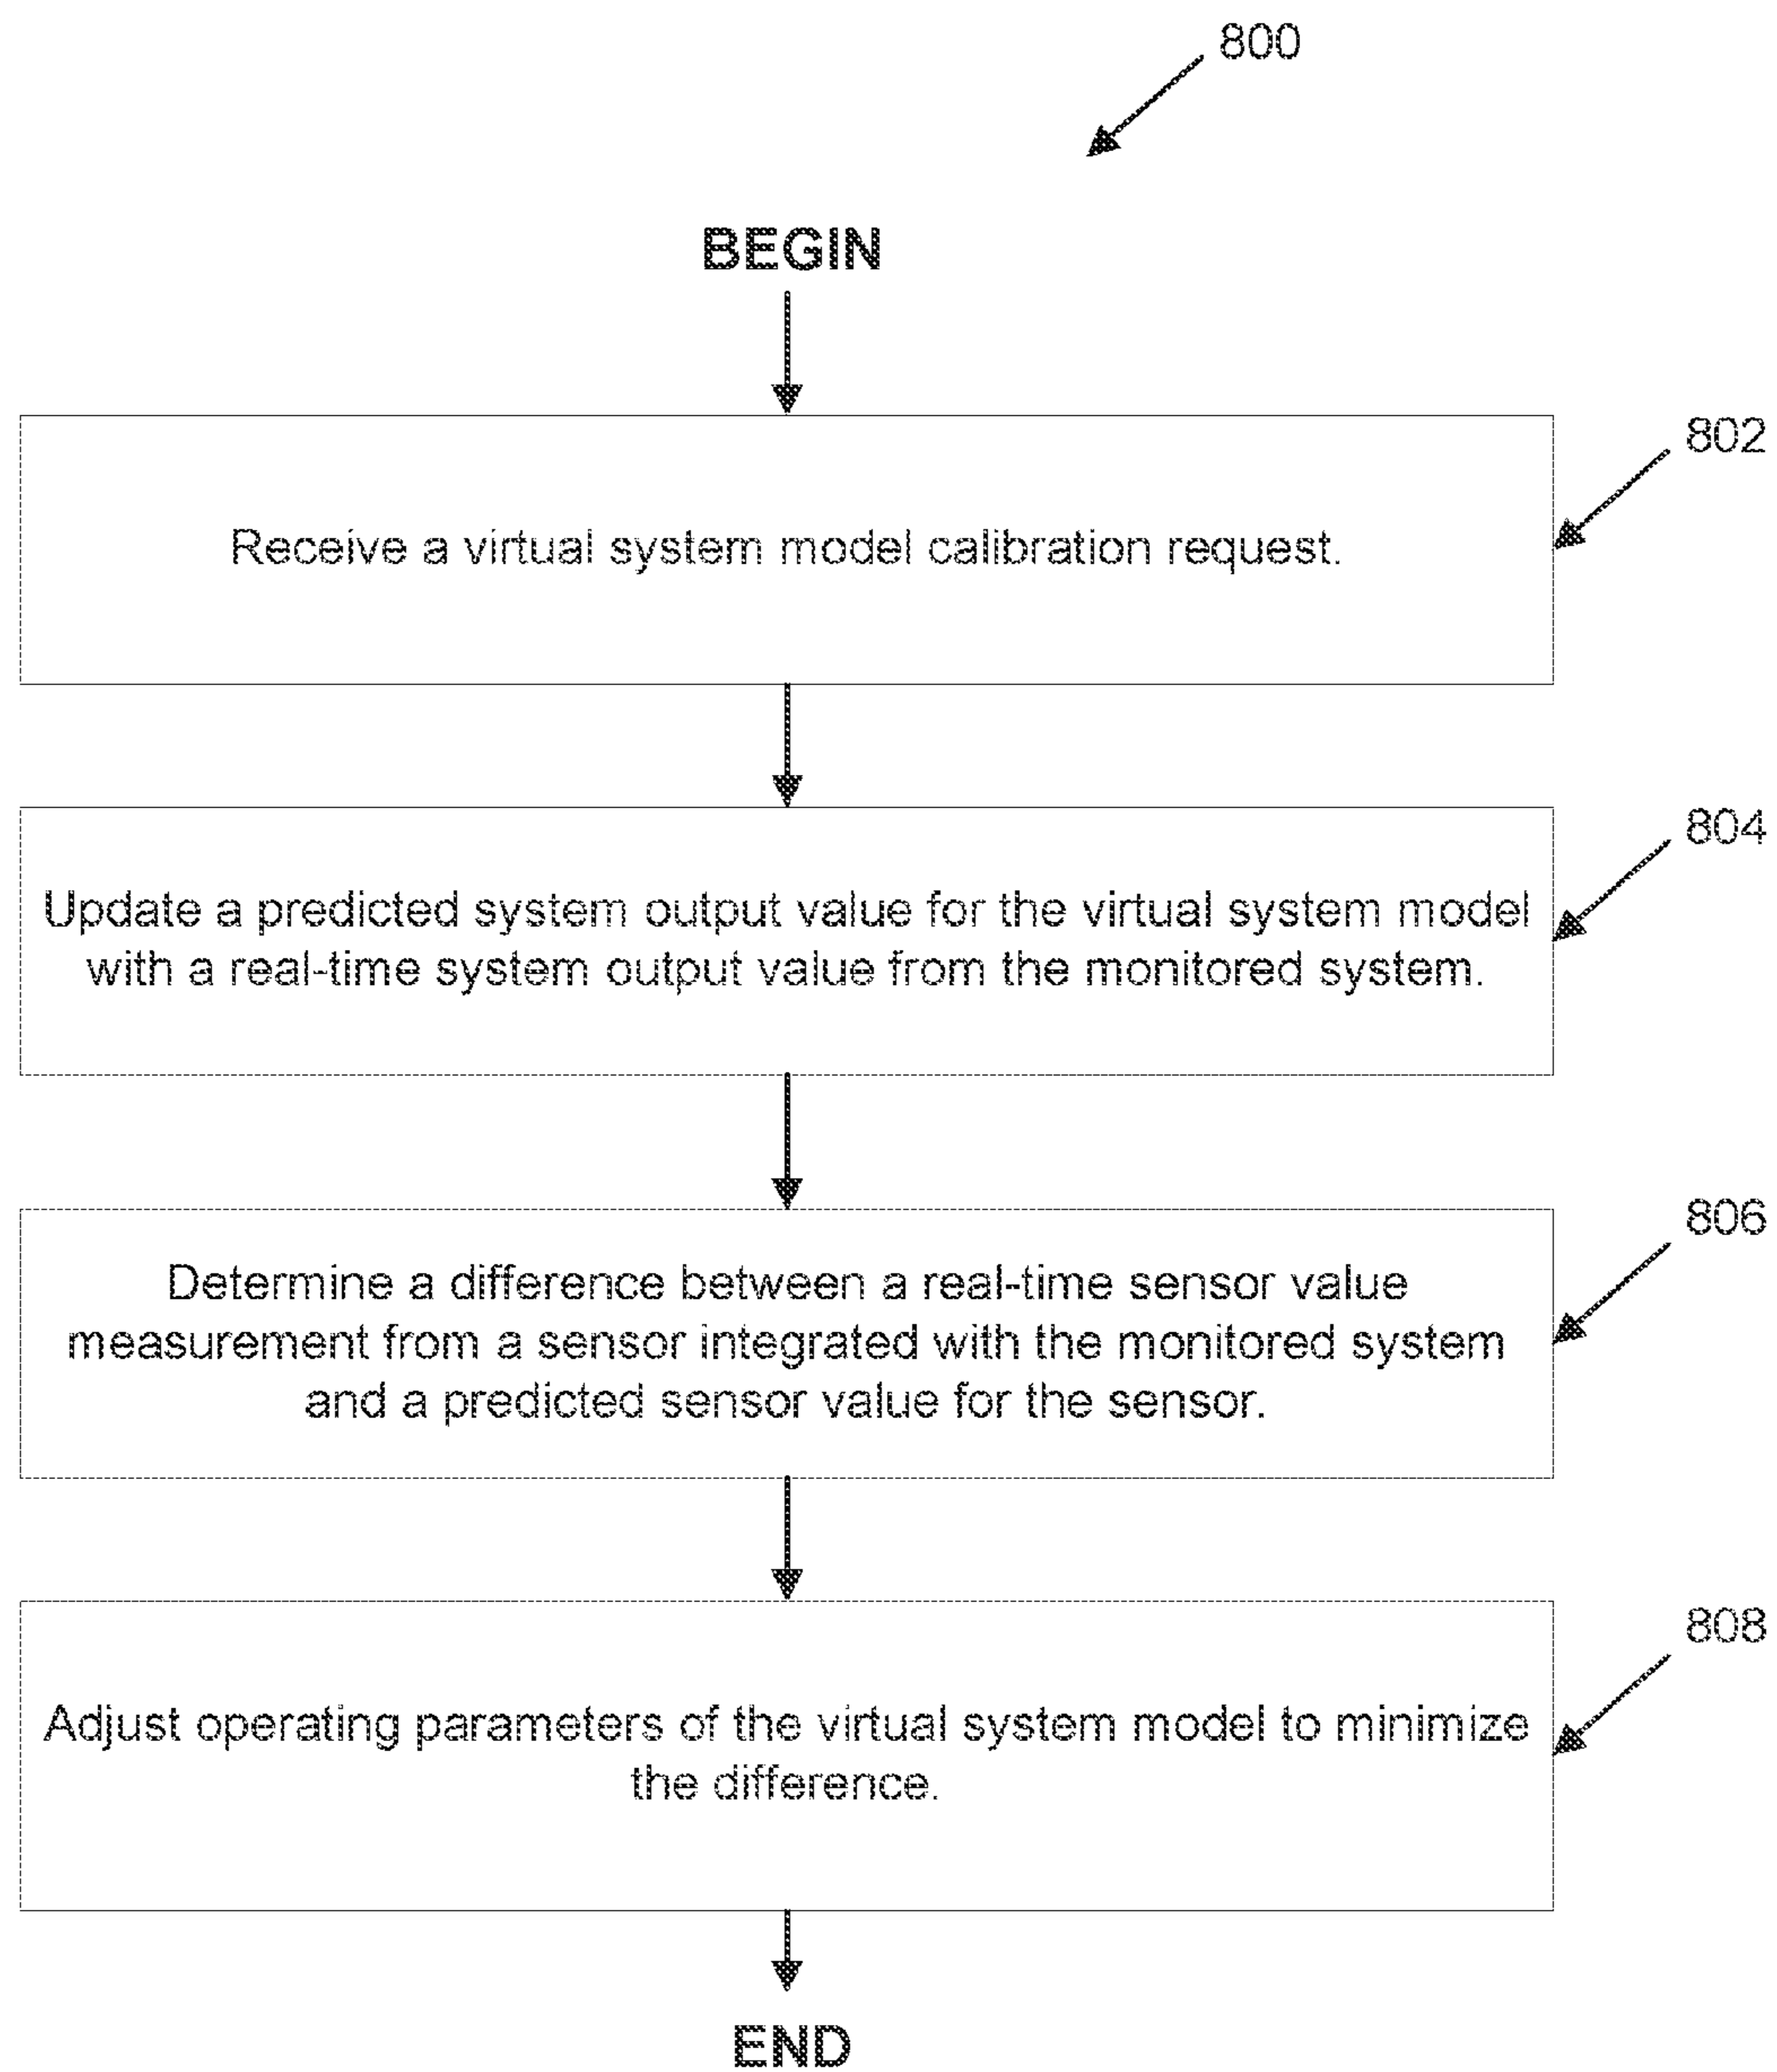 800
BEGIN
802
Receive a virtual system model calibration request.
804
Update a predicted system output value for the virtual system model
with a real-time system output value from the monitored system.
806
Determine a difference between a real-time sensor value
measurement from a sensor integrated with the monitored system
and a predicted sensor value for the sensor.
808
Adjust operating parameters of the virtual system model to minimize
the difference.
END